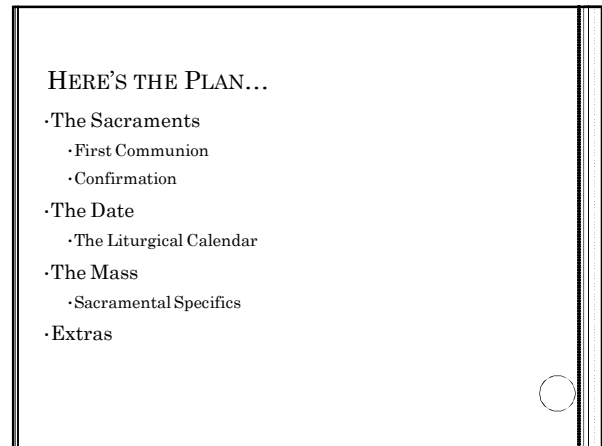 HERE'S THE PLAN…
·The Sacraments
·First Communion
·Confirmation
·The Date
·The Liturgical Calendar
·The Mass
·Sacramental Specifics
·Extras